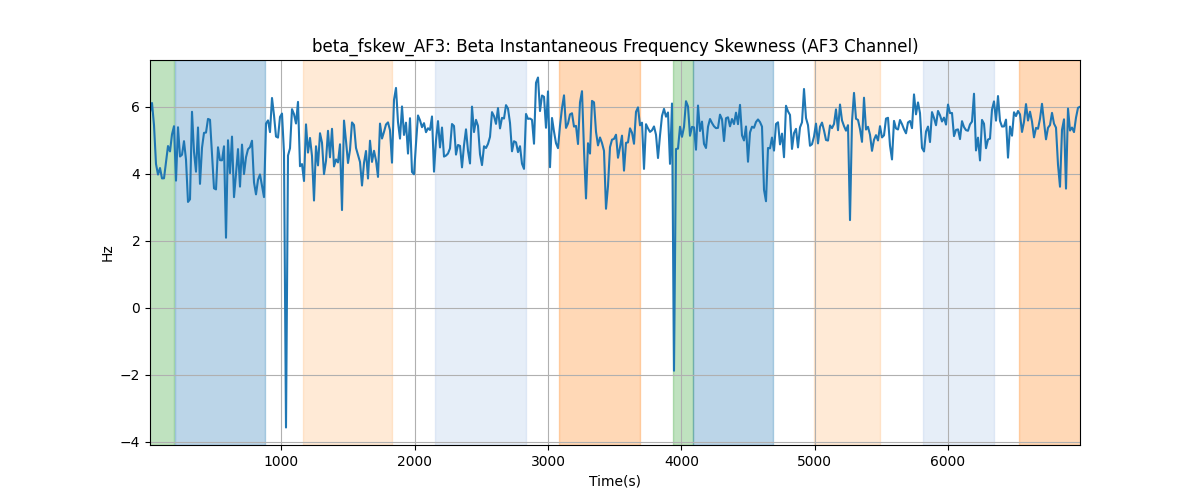 beta_fskew_AF3: Beta Instantaneous Frequency Skewness (AF3 Channel)
6
4
2
0
−2
−4
Hz
1000 2000 3000 4000 5000 6000
Time(s)